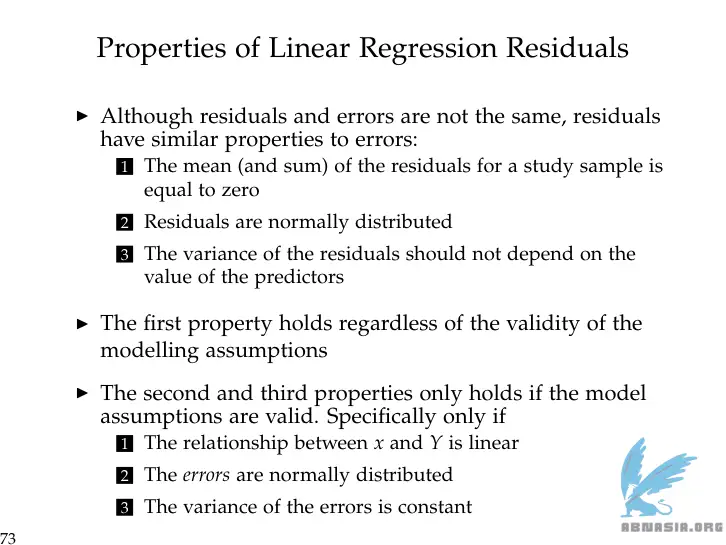 Properties of Linear Regression Residuals
▶ Although residuals and errors are not the same, residuals
have similar properties to errors:
1 The mean (and sum) of the residuals for a study sample is
equal to zero
2 Residuals are normally distributed
3 The variance of the residuals should not depend on the
value of the predictors
▶ The first property holds regardless of the validity of the
modelling assumptions
▶ The second and third properties only holds if the model
assumptions are valid. Specifically only if
1 The relationship between x and Y is linear
2 The errors are normally distributed
3 The variance of the errors is constant
ABNASIA.ORG
73